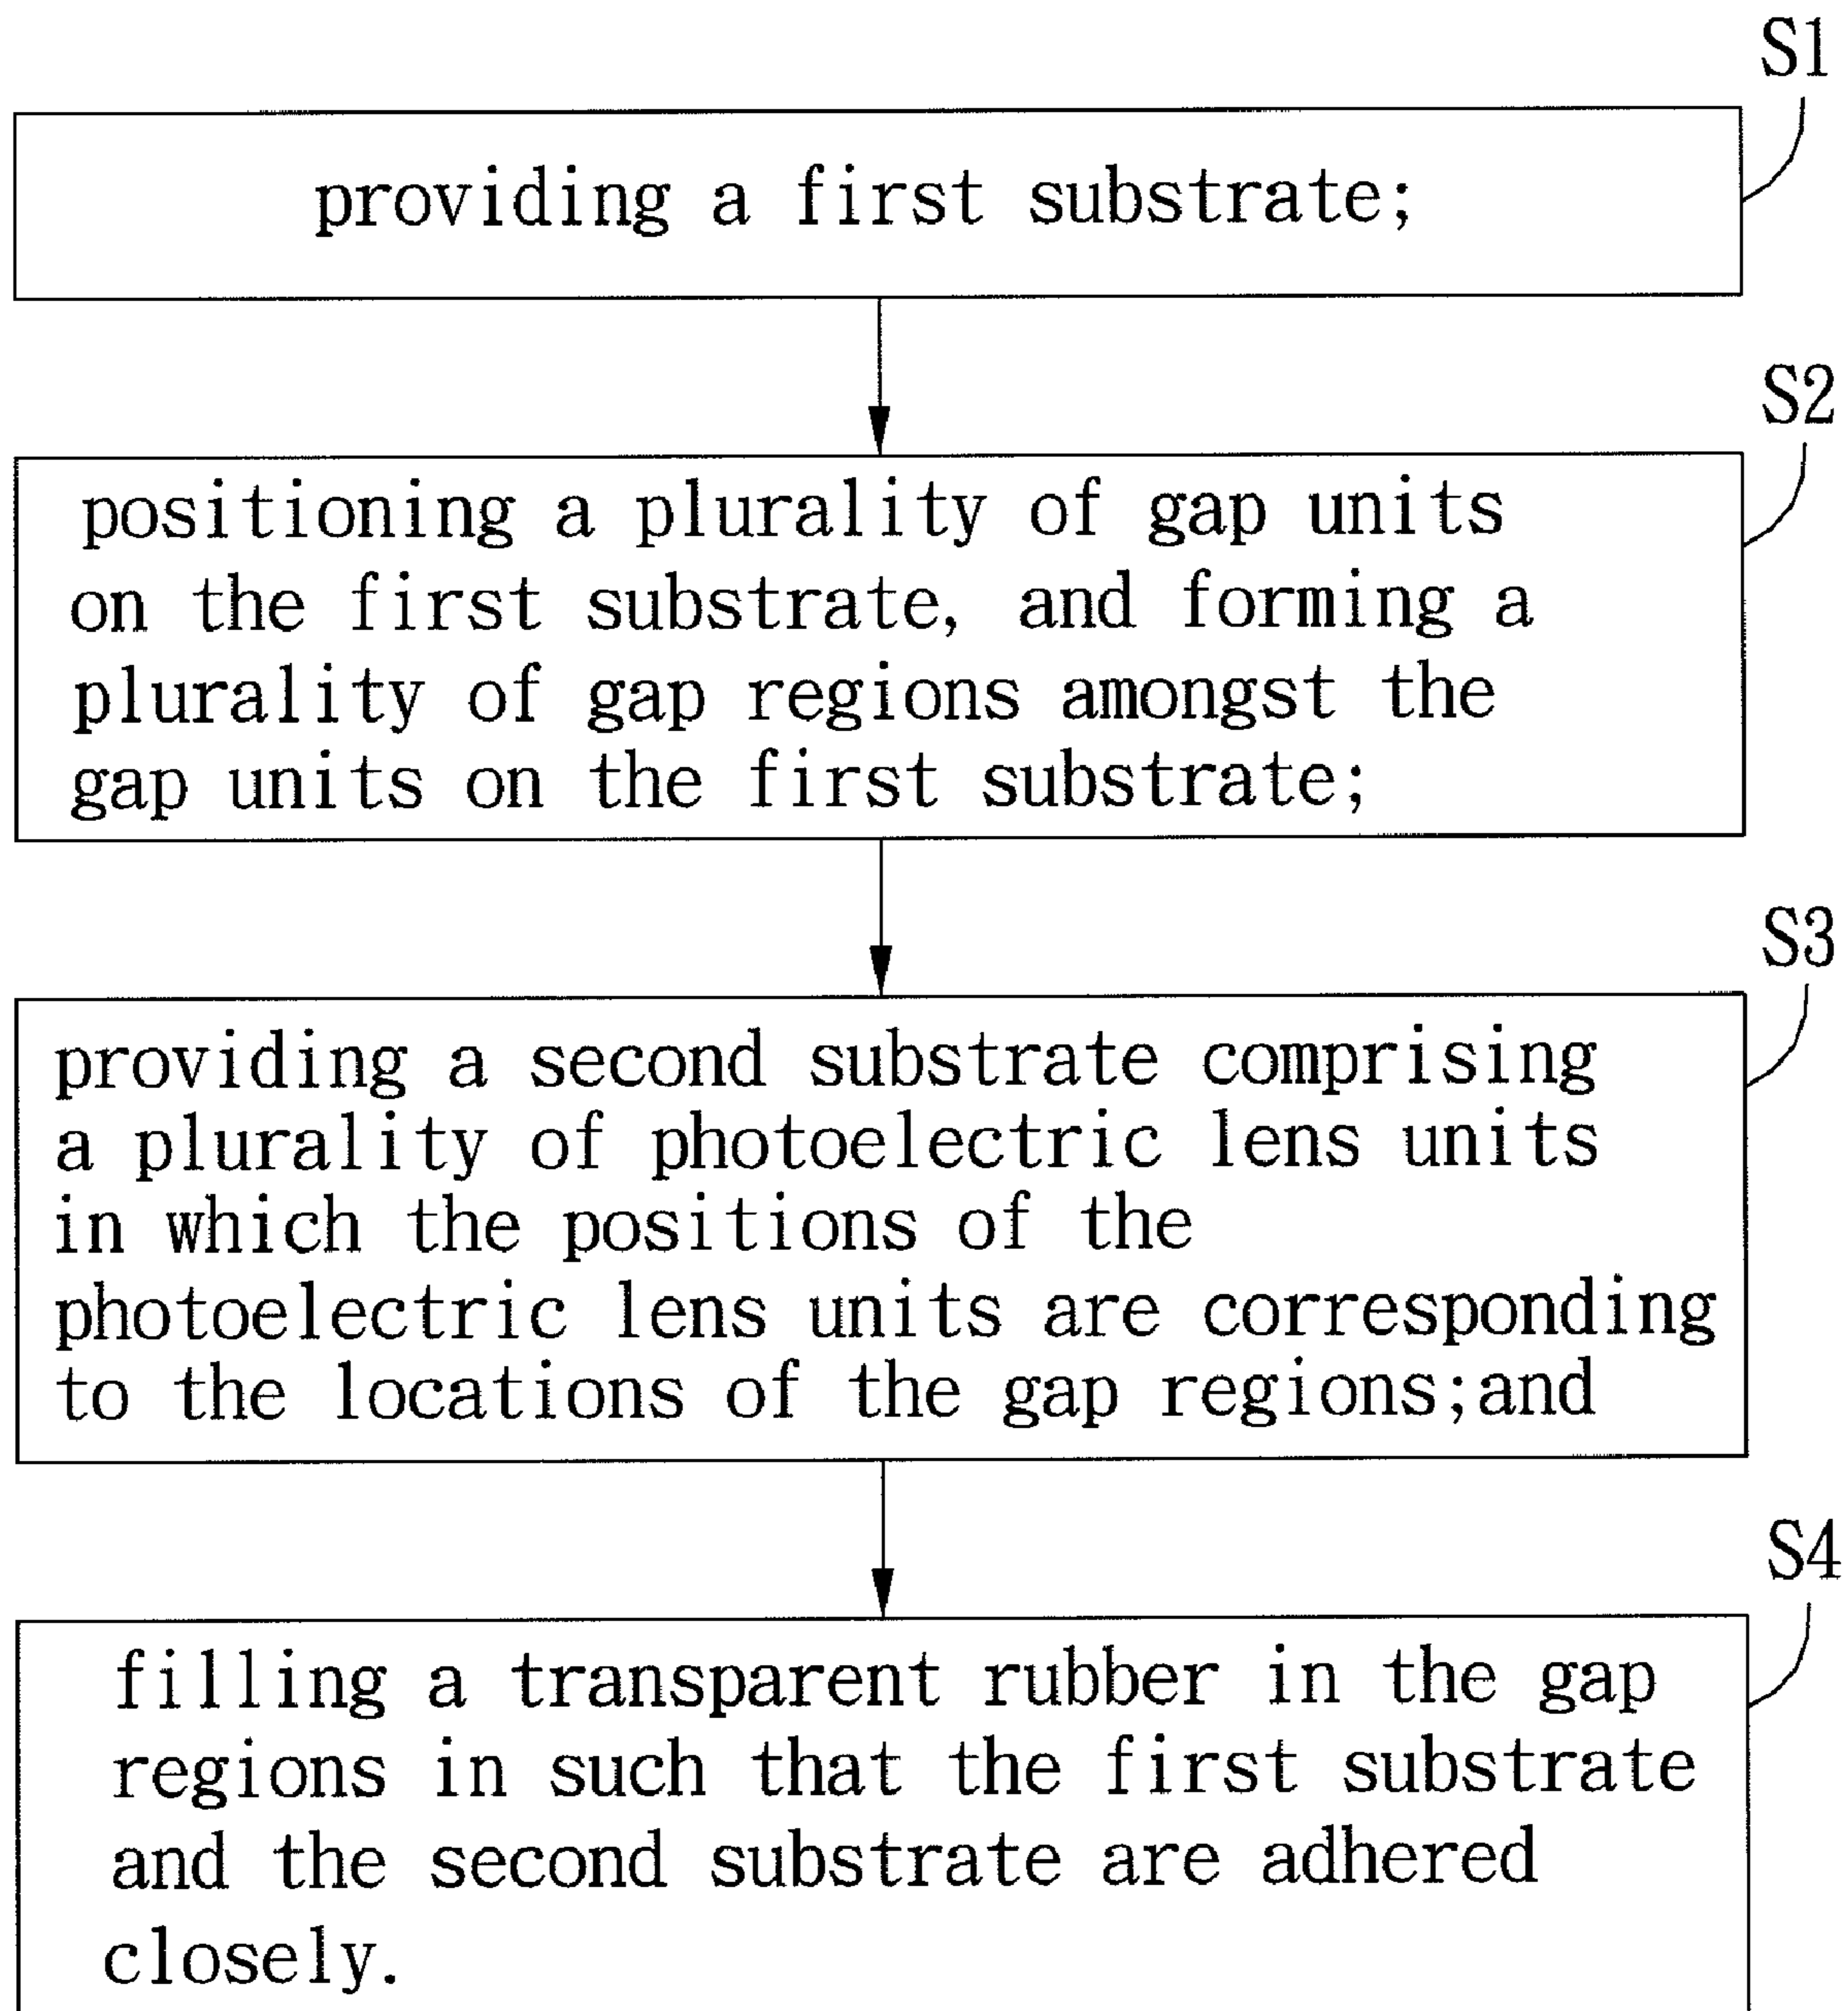 S1
providing a first substrate;
S2
positioning a plurality of gap units
on the first substrate, and forming a
plurality of gap regions amongst the
gap units on the first substrate;
S3
providing a second substrate comprising
a plurality of photoelectric lens units
in which the positions of the
photoelectric lens units are corresponding
to the locations of the gap regions;and
S4
filling a transparent rubber in the gap
regions in such that the first substrate
and the second substrate are adhered
closely.